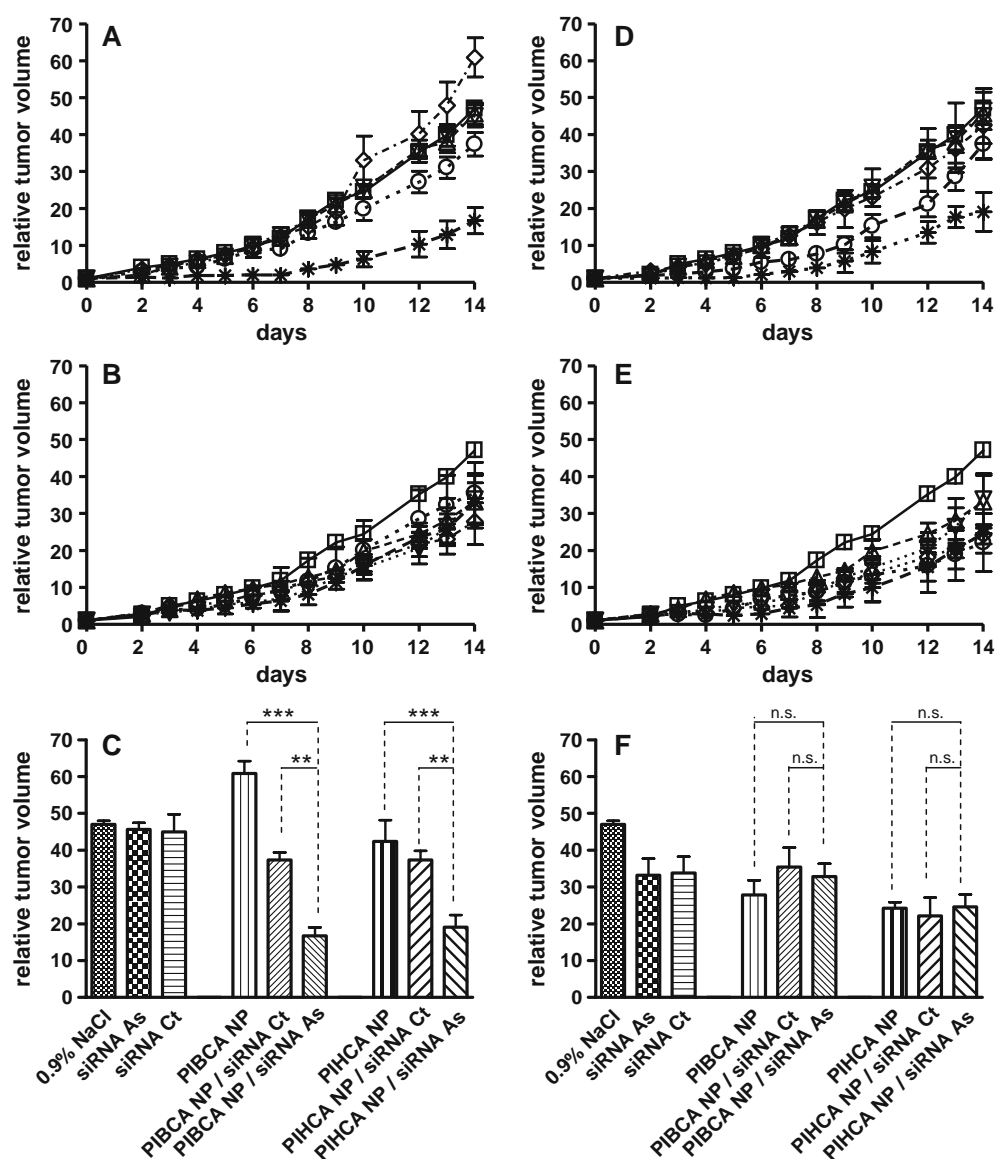 A
relative tumor volume
70
60
50
40
30
20
10
0
0 2 4 6 8 10 12 14
days
D
relative tumor volume
70
60
50
40
30
20
10
0
0 2 4 6 8 10 12 14
days
B
relative tumor volume
70
60
50
40
30
20
10
0
0 2 4 6 8 10 12 14
days
E
relative tumor volume
70
60
50
40
30
20
10
0
0 2 4 6 8 10 12 14
days
C
relative tumor volume
70
60
50
40
30
20
10
0
***
**
***
**
0.9% NaCl
siRNA As
siRNA Ct
PIBCA NP
PIBCA NP / siRNA Ct
PIBCA NP / siRNA As
PIHCA NP
PIHCA NP / siRNA Ct
PIHCA NP / siRNA As
F
relative tumor volume
70
60
50
40
30
20
10
0
n.s.
n.s.
n.s.
n.s.
0.9% NaCl
siRNA As
siRNA Ct
PIBCA NP
PIBCA NP / siRNA Ct
PIBCA NP / siRNA As
PIHCA NP
PIHCA NP / siRNA Ct
PIHCA NP / siRNA As